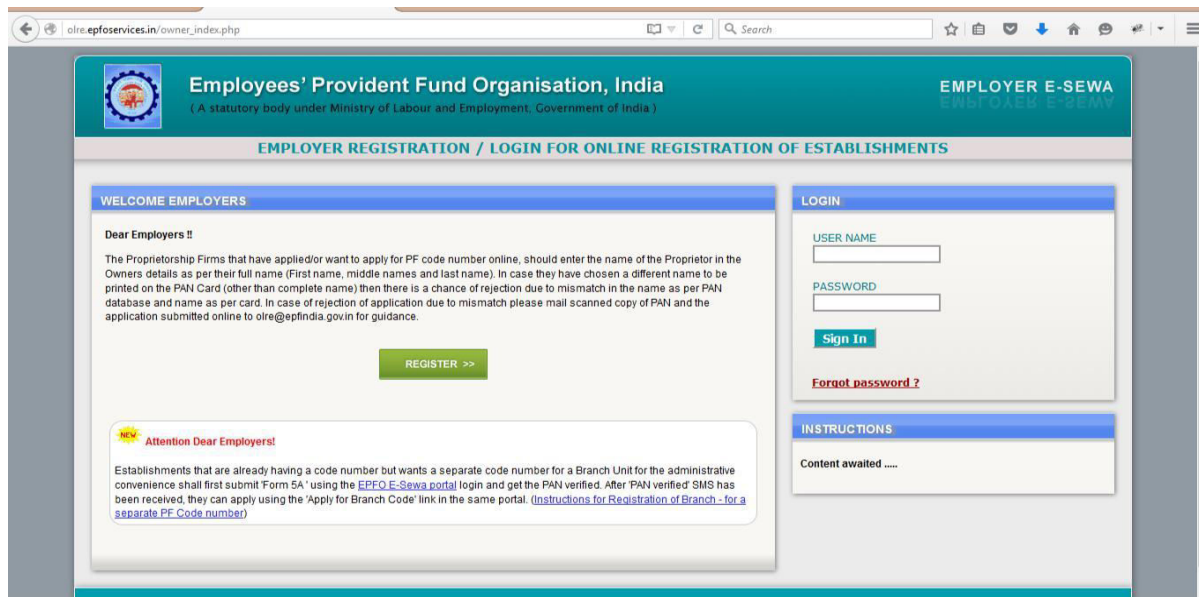 olre.epfoservices.in/owner_index.php
Search
Employees' Provident Fund Organisation, India
( A statutory body under Ministry of Labour and Employment, Government of India )
EMPLOYER E-SEWA
EMPLOYER REGISTRATION / LOGIN FOR ONLINE REGISTRATION OF ESTABLISHMENTS
WELCOME EMPLOYERS
Dear Employers !!
The Proprietorship Firms that have applied/or want to apply for PF code number online, should enter the name of the Proprietor in the
Owners details as per their full name (First name, middle names and last name). In case they have chosen a different name to be
printed on the PAN Card (other than complete name) then there is a chance of rejection due to mismatch in the name as per PAN
database and name as per card. In case of rejection of application due to mismatch please mail scanned copy of PAN and the
application submitted online to olre@epfindia.gov.in for guidance.
REGISTER >>
NEW
Attention Dear Employers!
Establishments that are already having a code number but wants a separate code number for a Branch Unit for the administrative
convenience shall first submit 'Form 5A ' using the EPFO E-Sewa portal login and get the PAN verified. After 'PAN verified' SMS has
been received, they can apply using the 'Apply for Branch Code' link in the same portal. (Instructions for Registration of Branch - for a
separate PF Code number)
LOGIN
USER NAME
PASSWORD
Sign In
Forgot password ?
INSTRUCTIONS
Content awaited .....